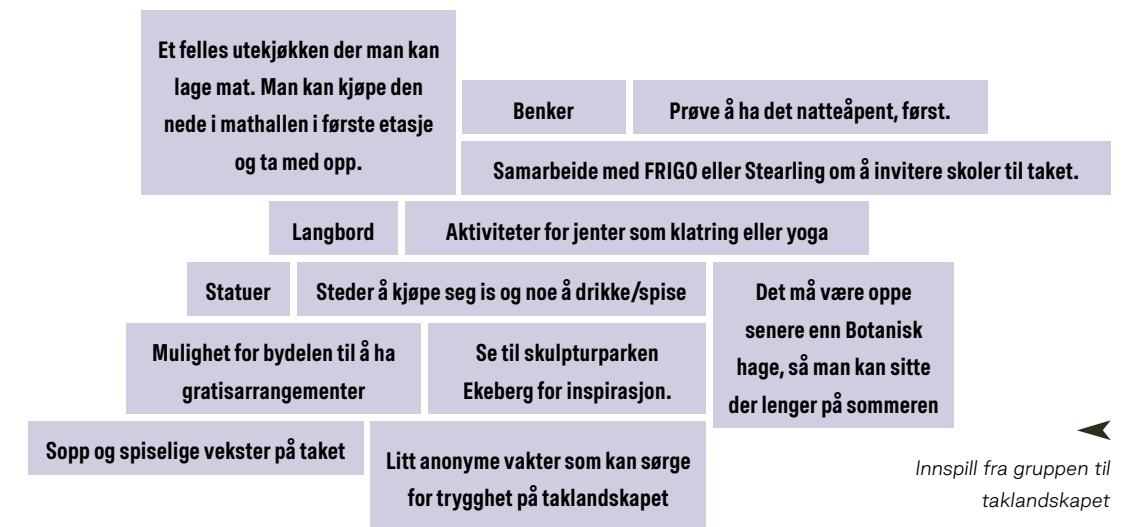 Et felles utekjøkken der man kan
lage mat. Man kan kjøpe den
nede i mathallen i første etasje
og ta med opp.
Benker
Prøve å ha det natteåpent, først.
Samarbeide med FRIGO eller Stearling om å invitere skoler til taket.
Langbord
Aktiviteter for jenter som klatring eller yoga
Statuer
Steder å kjøpe seg is og noe å drikke/spise
Det må være oppe
senere enn Botanisk
hage, så man kan sitte
der lenger på sommeren
Mulighet for bydelen til å ha
gratisarrangementer
Se til skulpturparken
Ekeberg for inspirasjon.
Sopp og spiselige vekster på taket
Litt anonyme vakter som kan sørge
for trygghet på taklandskapet
Innspill fra gruppen til
taklandskapet